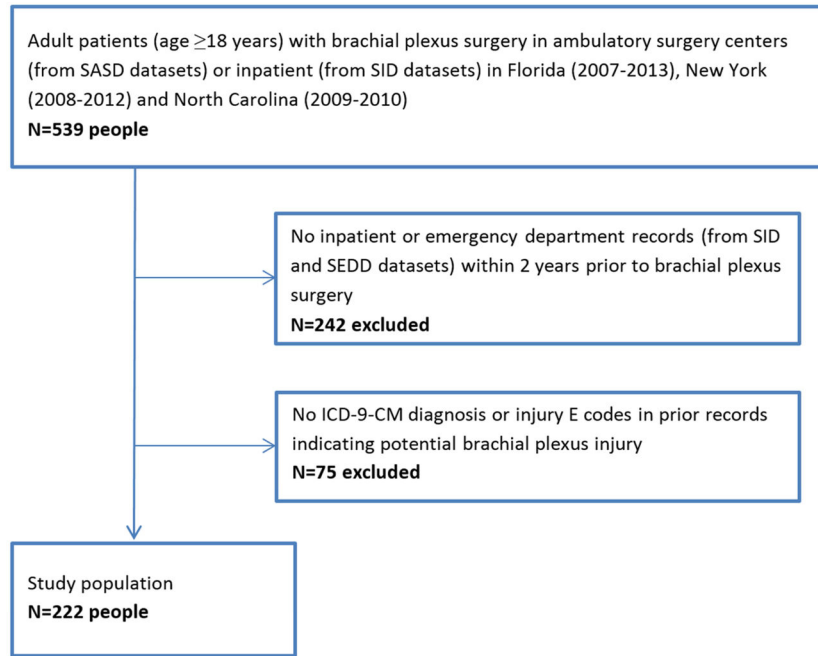 Adult patients (age ≥18 years) with brachial plexus surgery in ambulatory surgery centers
(from SASD datasets) or inpatient (from SID datasets) in Florida (2007-2013), New York
(2008-2012) and North Carolina (2009-2010)
N=539 people
No inpatient or emergency department records (from SID
and SEDD datasets) within 2 years prior to brachial plexus
surgery
N=242 excluded
No ICD-9-CM diagnosis or injury E codes in prior records
indicating potential brachial plexus injury
N=75 excluded
Study population
N=222 people